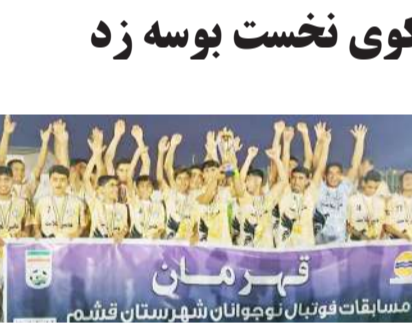 کوی نخست بوسه زد
قهرمان
مسابقات فوتبال نوجوانان شهرستان قشم